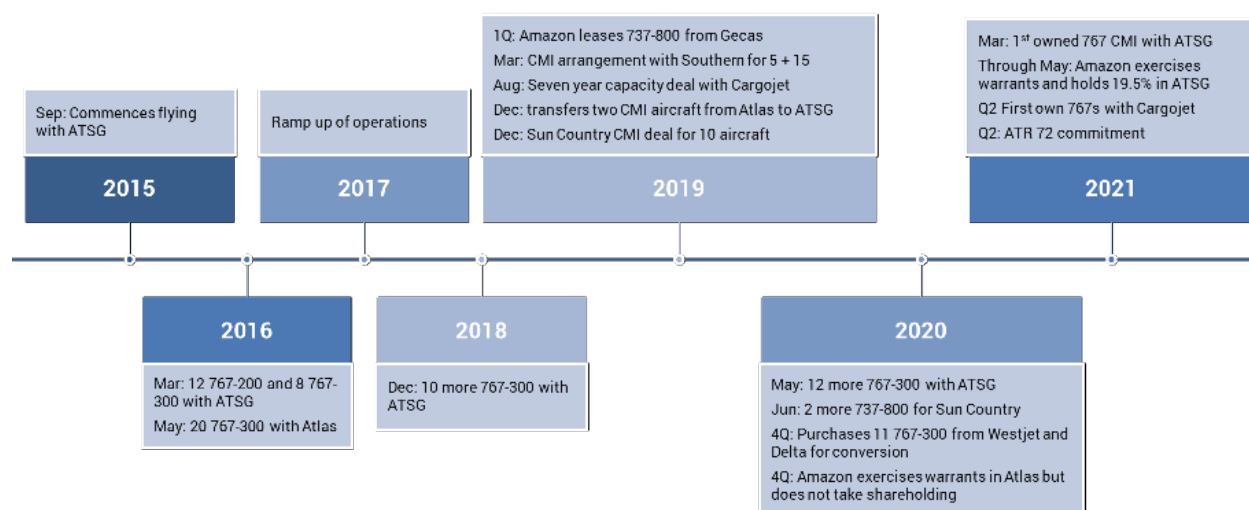 Sep: Commences flying
with ATSG
2015
Mar: 12 767-200 and 8 767-
300 with ATSG
May: 20 767-300 with Atlas
2016
Ramp up of operations
2017
2018
Dec: 10 more 767-300 with
ATSG
1Q: Amazon leases 737-800 from Gecas
Mar: CMI arrangement with Southern for 5 + 15
Aug: Seven year capacity deal with Cargojet
Dec: transfers two CMI aircraft from Atlas to ATSG
Dec: Sun Country CMI deal for 10 aircraft
2019
2020
May: 12 more 767-300 with ATSG
Jun: 2 more 737-800 for Sun Country
4Q: Purchases 11 767-300 from Westjet and
Delta for conversion
4Q: Amazon exercises warrants in Atlas but
does not take shareholding
Mar: 1st owned 767 CMI with ATSG
Through May: Amazon exercises
warrants and holds 19.5% in ATSG
Q2 First own 767s with Cargojet
Q2: ATR 72 commitment
2021